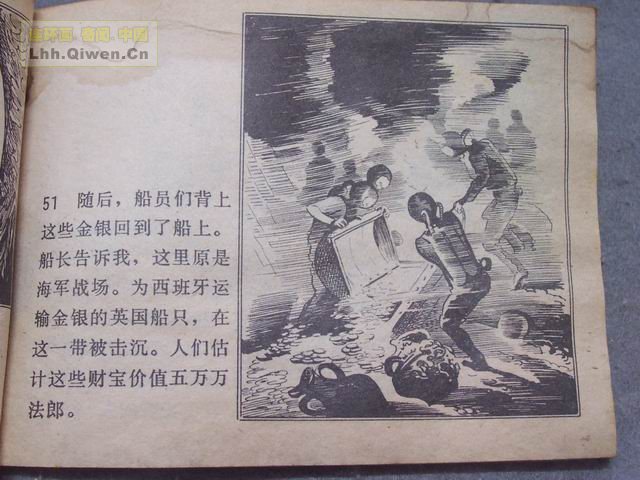 连环画·奇闻·中国
Lhh.Qiwen.Cn
51 随后，船员们背上
这些金银回到了船上。
船长告诉我，这里原是
海军战场。为西班牙运
输金银的英国船只，在
这一带被击沉。人们估
计这些财宝价值五万万
法郎。